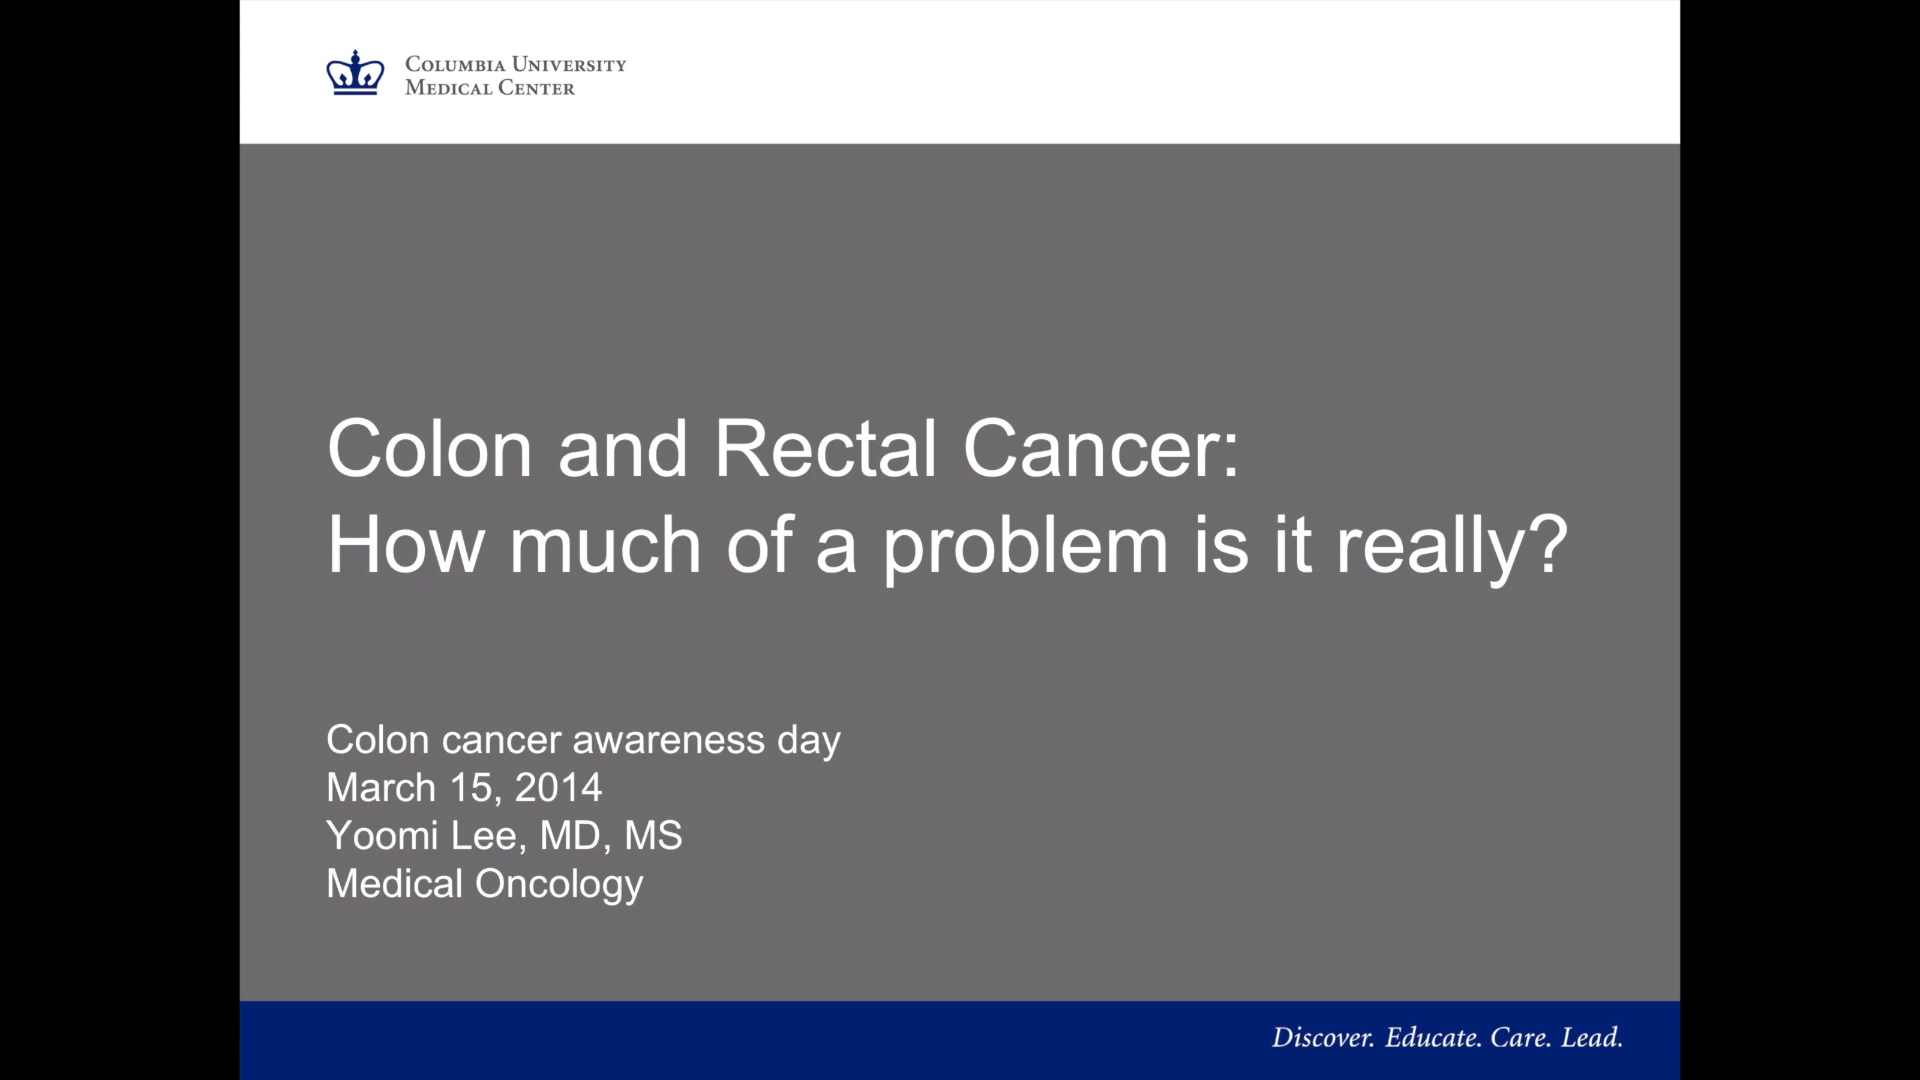 Columbia University
Medical Center
Colon and Rectal Cancer:
How much of a problem is it really?
Colon cancer awareness day
March 15, 2014
Yoomi Lee, MD, MS
Medical Oncology
Discover. Educate. Care. Lead.